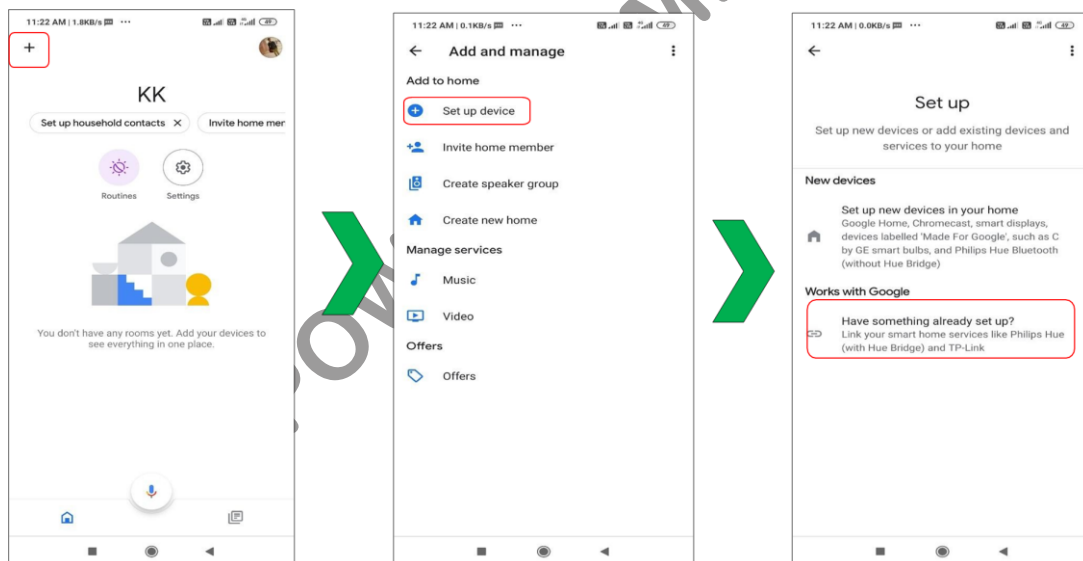 11:22 AM | 1.8KB/s ...
49
+
KK
Set up household contacts X
Invite home mer
Routines
Settings
You don't have any rooms yet. Add your devices to
see everything in one place.
11:22 AM | 0.1KB/s ...
49
Add and manage
Add to home
Set up device
Invite home member
Create speaker group
Create new home
Manage services
Music
Video
Offers
Offers
11:22 AM | 0.0KB/s ...
49
Set up
Set up new devices or add existing devices and
services to your home
New devices
Set up new devices in your home
Google Home, Chromecast, smart displays,
devices labelled 'Made For Google', such as C
by GE smart bulbs, and Philips Hue Bluetooth
(without Hue Bridge)
Works with Google
Have something already set up?
Link your smart home services like Philips Hue
(with Hue Bridge) and TP-Link